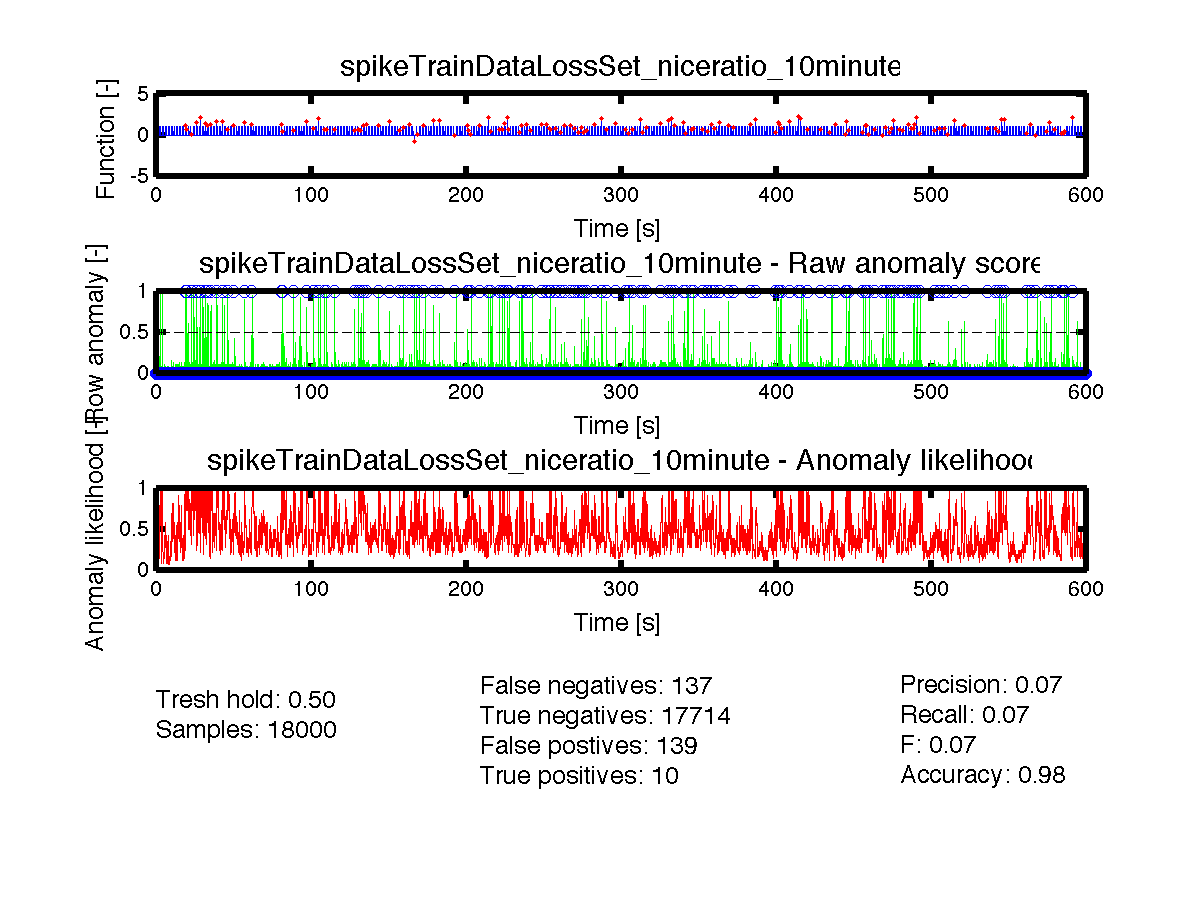 spikeTrainDataLossSet_niceratio_10minute
Function [-]
5
0
-5
0 100 200 300 400 500 600
Time [s]
spikeTrainDataLossSet_niceratio_10minute - Raw anomaly score
Row anomaly [-]
1
0.5
0
0 100 200 300 400 500 600
Time [s]
spikeTrainDataLossSet_niceratio_10minute - Anomaly likelihood
Anomaly likelihood [-]
1
0.5
0
0 100 200 300 400 500 600
Time [s]
Tresh hold: 0.50
Samples: 18000
False negatives: 137
True negatives: 17714
False postives: 139
True positives: 10
Precision: 0.07
Recall: 0.07
F: 0.07
Accuracy: 0.98